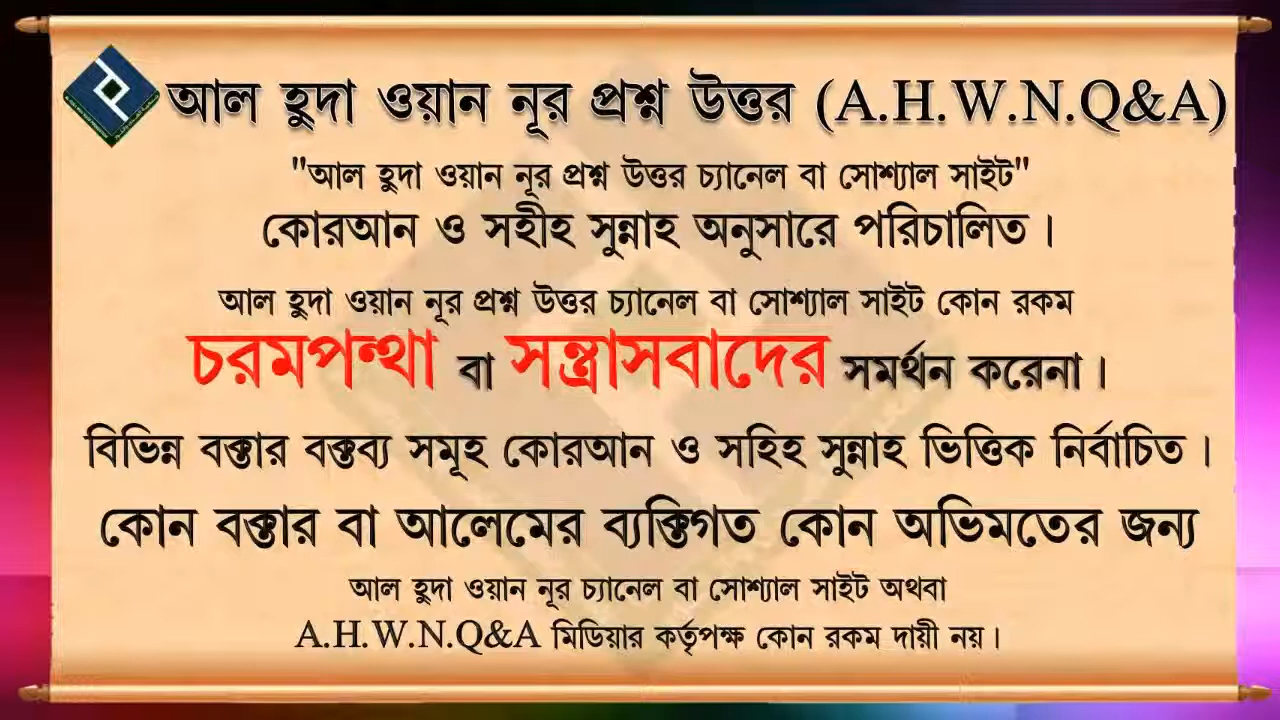 আল হুদা ওয়ান নূর প্রশ্ন উত্তর (A.H.W.N.Q&A)
"আল হুদা ওয়ান নূর প্রশ্ন উত্তর চ্যানেল বা সোশ্যাল সাইট"
কোরআন ও সহীহ সুন্নাহ অনুসারে পরিচালিত ।
আল হুদা ওয়ান নূর প্রশ্ন উত্তর চ্যানেল বা সোশ্যাল সাইট কোন রকম
চরমপন্থা বা সন্ত্রাসবাদের সমর্থন করেনা ।
বিভিন্ন বক্তার বক্তব্য সমূহ কোরআন ও সহিহ সুন্নাহ ভিত্তিক নির্বাচিত ।
কোন বক্তার বা আলেমের ব্যক্তিগত কোন অভিমতের জন্য
আল হুদা ওয়ান নূর চ্যানেল বা সোশ্যাল সাইট অথবা
A.H.W.N.Q&A মিডিয়ার কর্তৃপক্ষ কোন রকম দায়ী নয় ।